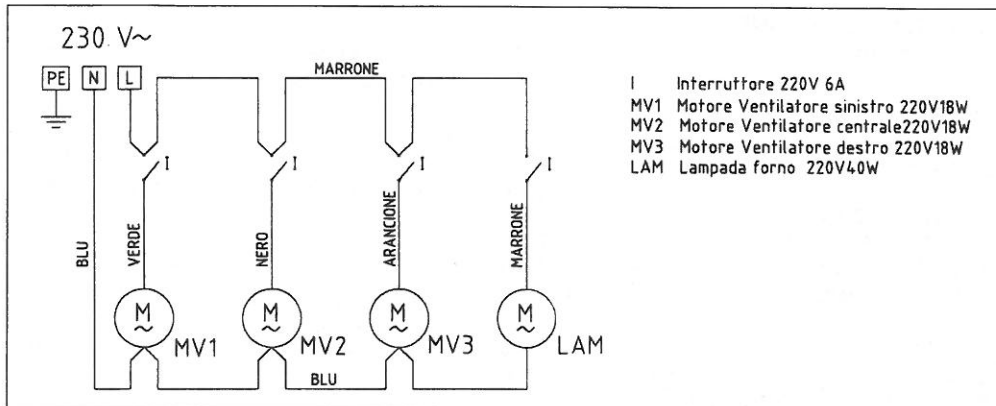 230 V~
PE N L
MARRONE
I Interruttore 220V 6A
MV1 Motore Ventilatore sinistro 220V18W
MV2 Motore Ventilatore centrale220V18W
MV3 Motore Ventilatore destro 220V18W
LAM Lampada forno 220V40W
I I I I
BLU VERDE NERO ARANCIONE MARRONE
M~ M~ M~ M~
MV1 MV2 MV3 LAM
BLU